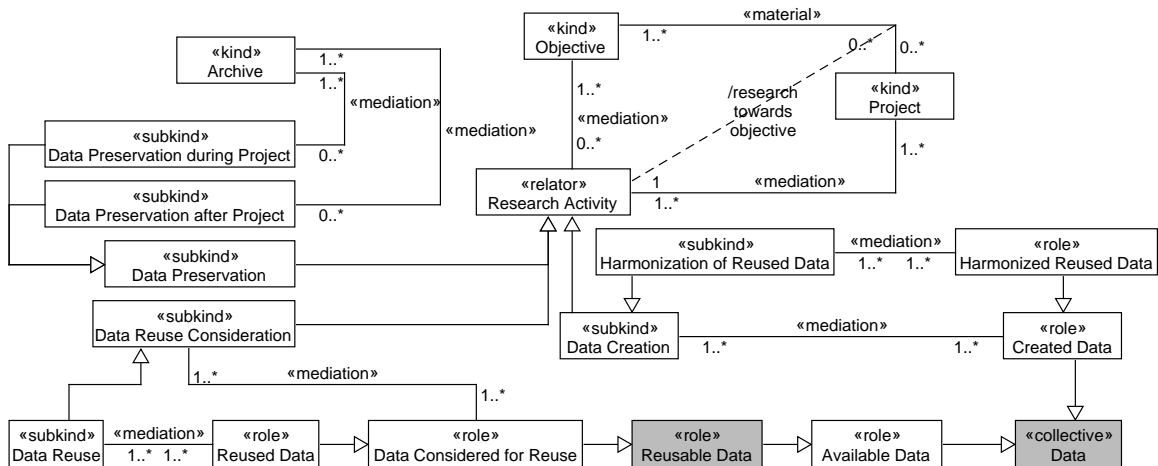 «material»
«kind»
Objective
1..*
0..*
0..*
«kind»
Archive
1..*
1..*
«mediation»
«kind»
Project
/research
towards
objective
1..*
«mediation»
0..*
«mediation»
«subkind»
Data Preservation during Project
0..*
1..*
«relator»
Research Activity
1
1..*
«mediation»
«subkind»
Data Preservation after Project
0..*
«subkind»
Data Preservation
«subkind»
Harmonization of Reused Data
«mediation»
1..*
1..*
«role»
Harmonized Reused Data
«subkind»
Data Reuse Consideration
«subkind»
Data Creation
«mediation»
1..*
1..*
«role»
Created Data
1..*
«mediation»
1..*
«subkind»
Data Reuse
«mediation»
1..*
1..*
«role»
Reused Data
«role»
Data Considered for Reuse
«role»
Reusable Data
«role»
Available Data
«collective»
Data